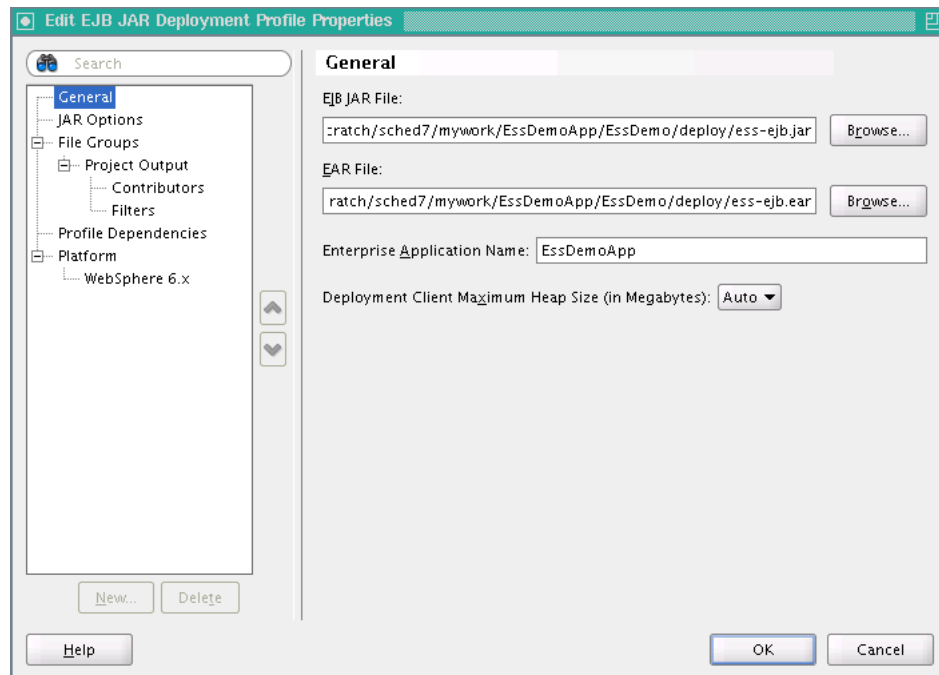 Edit EJB JAR Deployment Profile Properties
Search
General
JAR Options
File Groups
Project Output
Contributors
Filters
Profile Dependencies
Platform
WebSphere 6.x
New...
Delete
General
EJB JAR File:
:ratch/sched7/mywork/EssDemoApp/EssDemo/deploy/ess-ejb.jar
Browse...
EAR File:
ratch/sched7/mywork/EssDemoApp/EssDemo/deploy/ess-ejb.ear
Browse...
Enterprise Application Name: EssDemoApp
Deployment Client Maximum Heap Size (in Megabytes): Auto
Help
OK
Cancel